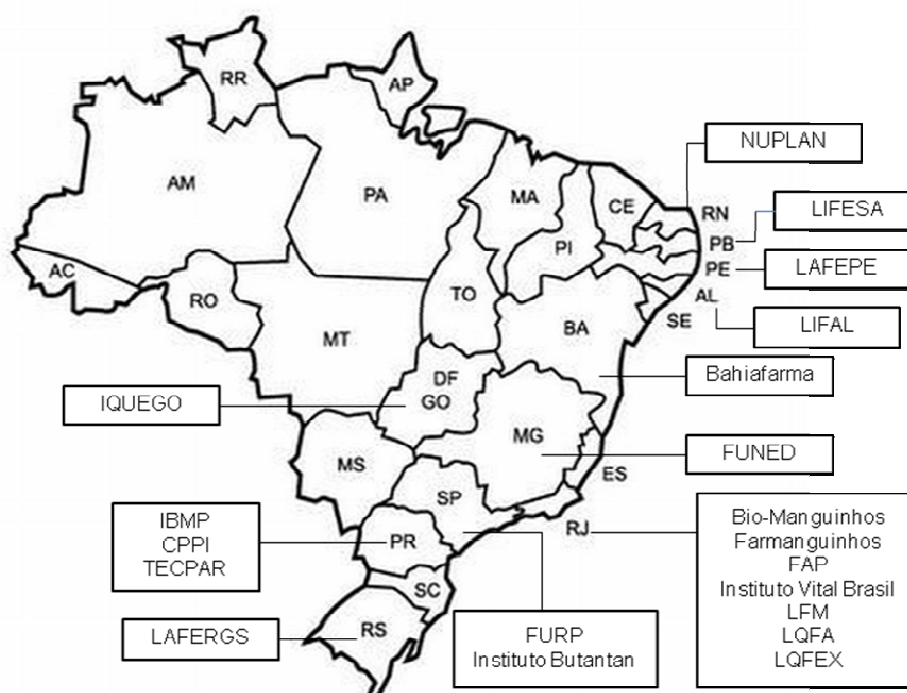 RR
AP
NUPLAN
AM
PA
MA
CE
RN
LIFESA
PB
PI
PE
LAFEPE
AC
RO
TO
AL
SE
LIFAL
MT
BA
Bahiafarma
DF
GO
IQUEGO
MG
FUNED
MS
ES
SP
RJ
Bio-Manguinhos
Farmanguinhos
FAP
Instituto Vital Brasil
LFM
LQFA
LQFEX
IBMP
CPPI
TECPAR
PR
SC
LAFERGS
RS
FURP
Instituto Butantan